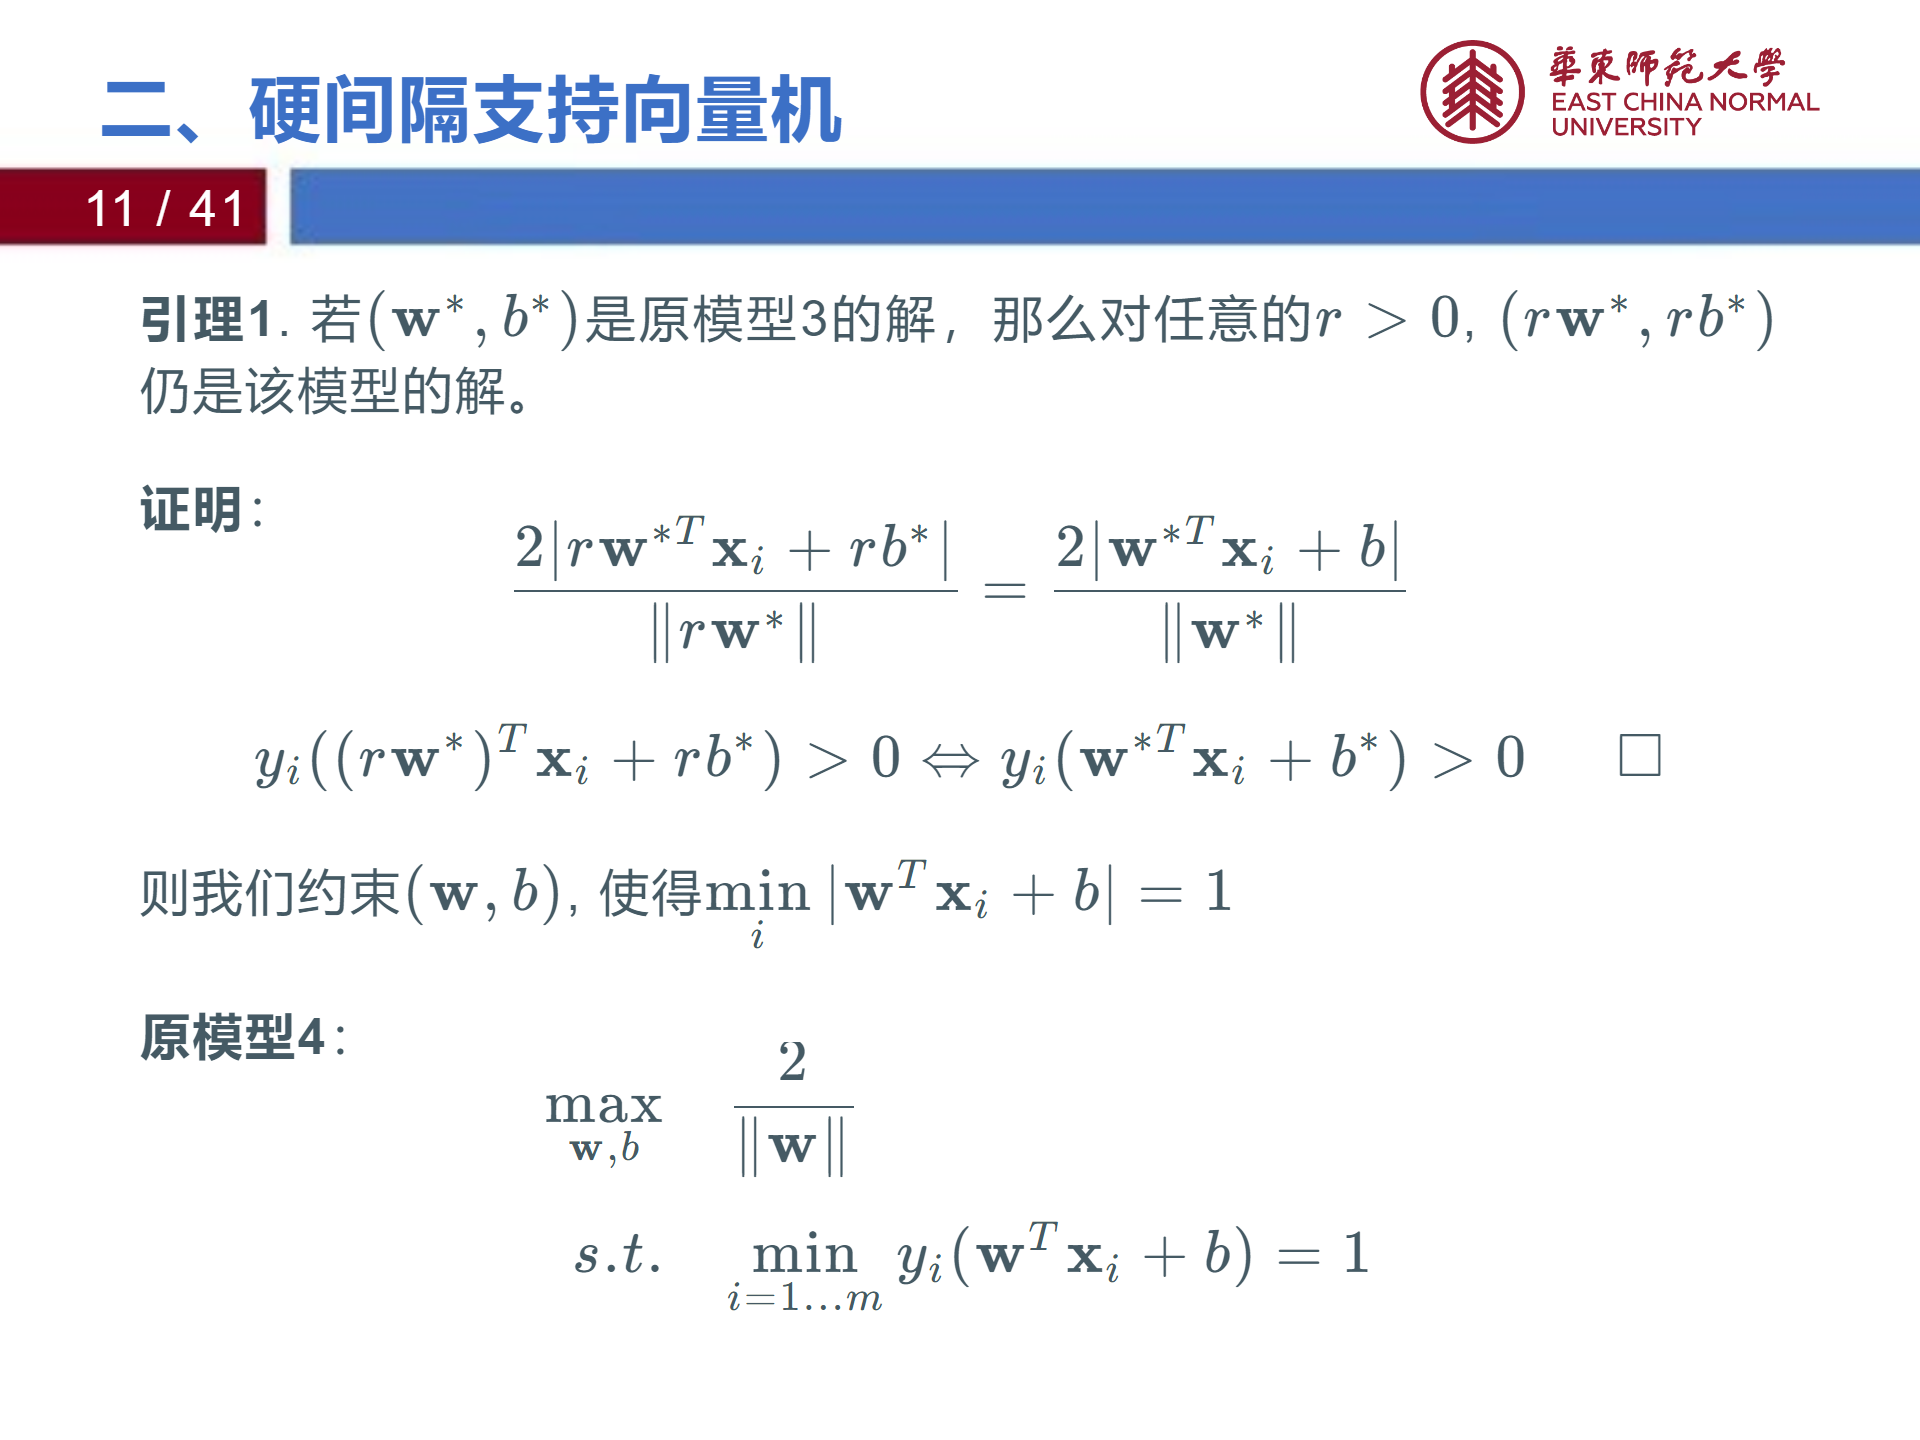 二、硬间隔支持向量机
華東師範大學
EAST CHINA NORMAL
UNIVERSITY
11 / 41
引理1. 若(w*, b*)是原模型3的解，那么对任意的r > 0, (rw*, rb*)
仍是该模型的解。
证明：
2|rw*ᵀxᵢ + rb*| / ‖rw*‖ = 2|w*ᵀxᵢ + b| / ‖w*‖
yᵢ((rw*)ᵀxᵢ + rb*) > 0 ⇔ yᵢ(w*ᵀxᵢ + b*) > 0 □
则我们约束(w, b), 使得min_i |wᵀxᵢ + b| = 1
原模型4：
max_{w,b} 2 / ‖w‖
s.t. min_{i=1...m} yᵢ(wᵀxᵢ + b) = 1